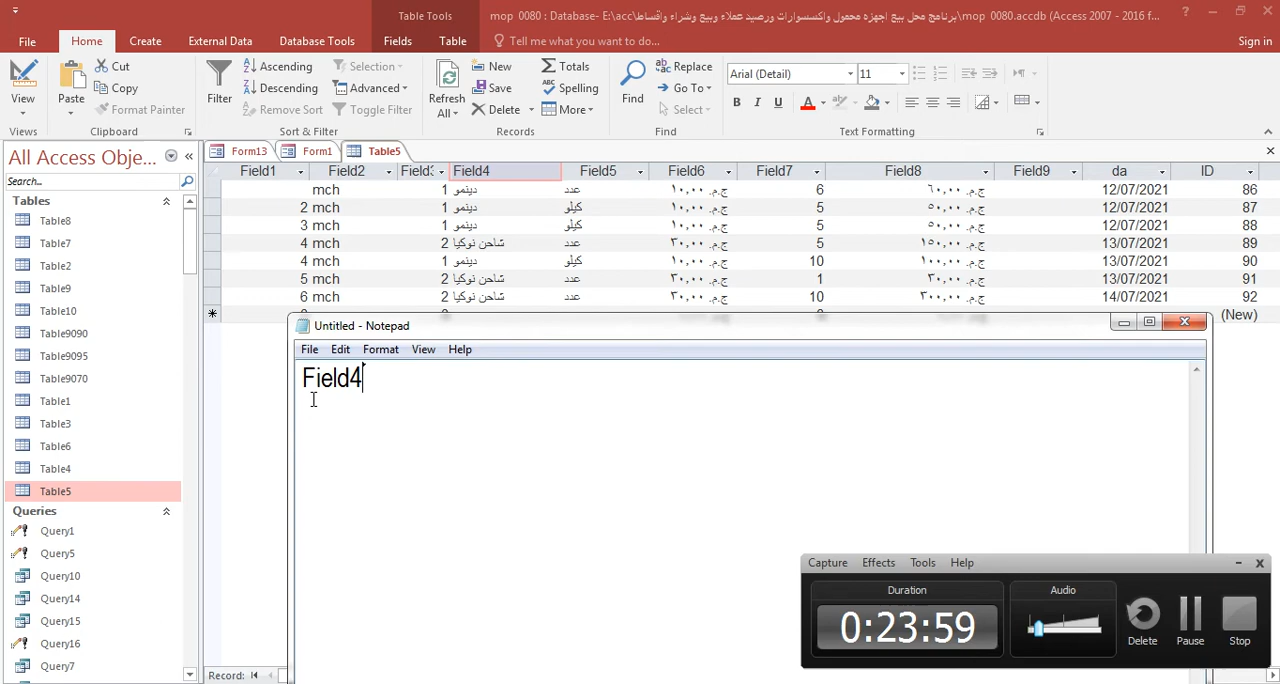 Table Tools
mop 0080 : Database- E:\acc\برنامج محل بيع اجهزه محمول واكسسوارات ورصيد عملاء وبيع وشراء واقساط\mop 0080.accdb (Access 2007 - 2016 f...
File Home Create External Data Database Tools Fields Table Tell me what you want to do... Sign in
View Paste Cut Copy Format Painter
Filter Ascending Descending Remove Sort Selection Advanced Toggle Filter
Refresh All New Save Delete Totals Spelling More
Find Replace Go To Select
Arial (Detail) 11
B I U A
Views Clipboard Sort & Filter Records Find Text Formatting
All Access Obje...
Search...
Tables
Table8
Table7
Table2
Table9
Table10
Table9090
Table9095
Table9070
Table1
Table3
Table6
Table4
Table5
Queries
Query1
Query5
Query10
Query14
Query15
Query16
Query7
Form13 Form1 Table5
Field1 Field2 Field3 Field4 Field5 Field6 Field7 Field8 Field9 da ID
mch 1 دينمو عدد ج.م.‏ ١٠,٠٠ 6 ج.م.‏ ٦٠,٠٠ 12/07/2021 86
2 mch 1 دينمو كيلو ج.م.‏ ١٠,٠٠ 5 ج.م.‏ ٥٠,٠٠ 12/07/2021 87
3 mch 1 دينمو كيلو ج.م.‏ ١٠,٠٠ 5 ج.م.‏ ٥٠,٠٠ 12/07/2021 88
4 mch 2 شاحن نوكيا عدد ج.م.‏ ٣٠,٠٠ 5 ج.م.‏ ١٥٠,٠٠ 13/07/2021 89
4 mch 1 دينمو كيلو ج.م.‏ ١٠,٠٠ 10 ج.م.‏ ١٠٠,٠٠ 13/07/2021 90
5 mch 2 شاحن نوكيا عدد ج.م.‏ ٣٠,٠٠ 1 ج.م.‏ ٣٠,٠٠ 13/07/2021 91
6 mch 2 شاحن نوكيا عدد ج.م.‏ ٣٠,٠٠ 10 ج.م.‏ ٣٠٠,٠٠ 14/07/2021 92
(New)
Untitled - Notepad
File Edit Format View Help
Field4
Capture Effects Tools Help
Duration Audio
0:23:59
Delete Pause Stop
Record: